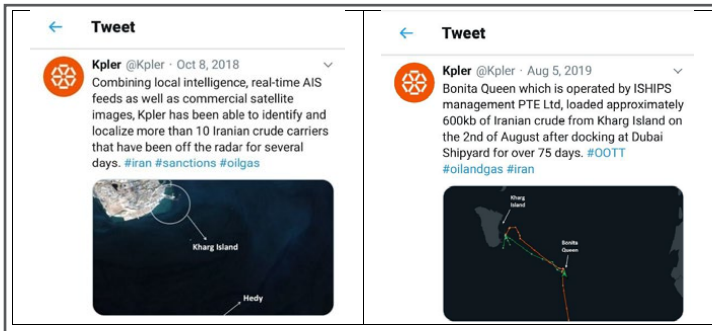 ← Tweet
Kpler @Kpler · Oct 8, 2018
Combining local intelligence, real-time AIS
feeds as well as commercial satellite
images, Kpler has been able to identify and
localize more than 10 Iranian crude carriers
that have been off the radar for several
days. #iran #sanctions #oilgas
Kharg Island
Hedy
← Tweet
Kpler @Kpler · Aug 5, 2019
Bonita Queen which is operated by ISHIPS
management PTE Ltd, loaded approximately
600kb of Iranian crude from Kharg Island on
the 2nd of August after docking at Dubai
Shipyard for over 75 days. #OOTT
#oilandgas #iran
Kharg
Island
Bonita
Queen